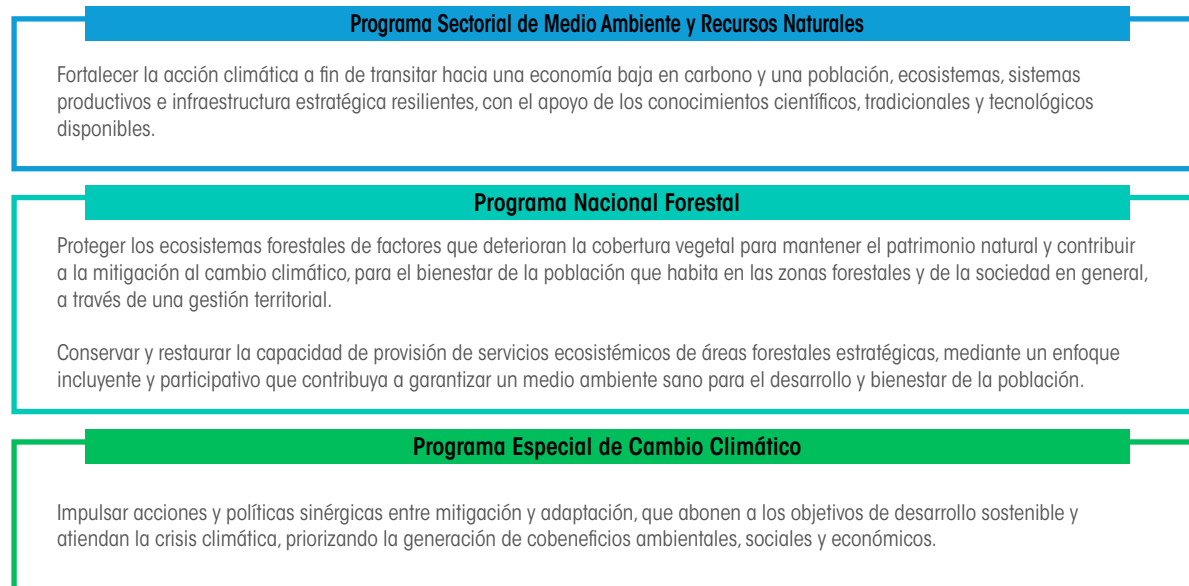 Programa Sectorial de Medio Ambiente y Recursos Naturales
Fortalecer la acción climática a fin de transitar hacia una economía baja en carbono y una población, ecosistemas, sistemas
productivos e infraestructura estratégica resilientes, con el apoyo de los conocimientos científicos, tradicionales y tecnológicos
disponibles.
Programa Nacional Forestal
Proteger los ecosistemas forestales de factores que deterioran la cobertura vegetal para mantener el patrimonio natural y contribuir
a la mitigación al cambio climático, para el bienestar de la población que habita en las zonas forestales y de la sociedad en general,
a través de una gestión territorial.
Conservar y restaurar la capacidad de provisión de servicios ecosistémicos de áreas forestales estratégicas, mediante un enfoque
incluyente y participativo que contribuya a garantizar un medio ambiente sano para el desarrollo y bienestar de la población.
Programa Especial de Cambio Climático
Impulsar acciones y políticas sinérgicas entre mitigación y adaptación, que abonen a los objetivos de desarrollo sostenible y
atiendan la crisis climática, priorizando la generación de cobeneficios ambientales, sociales y económicos.